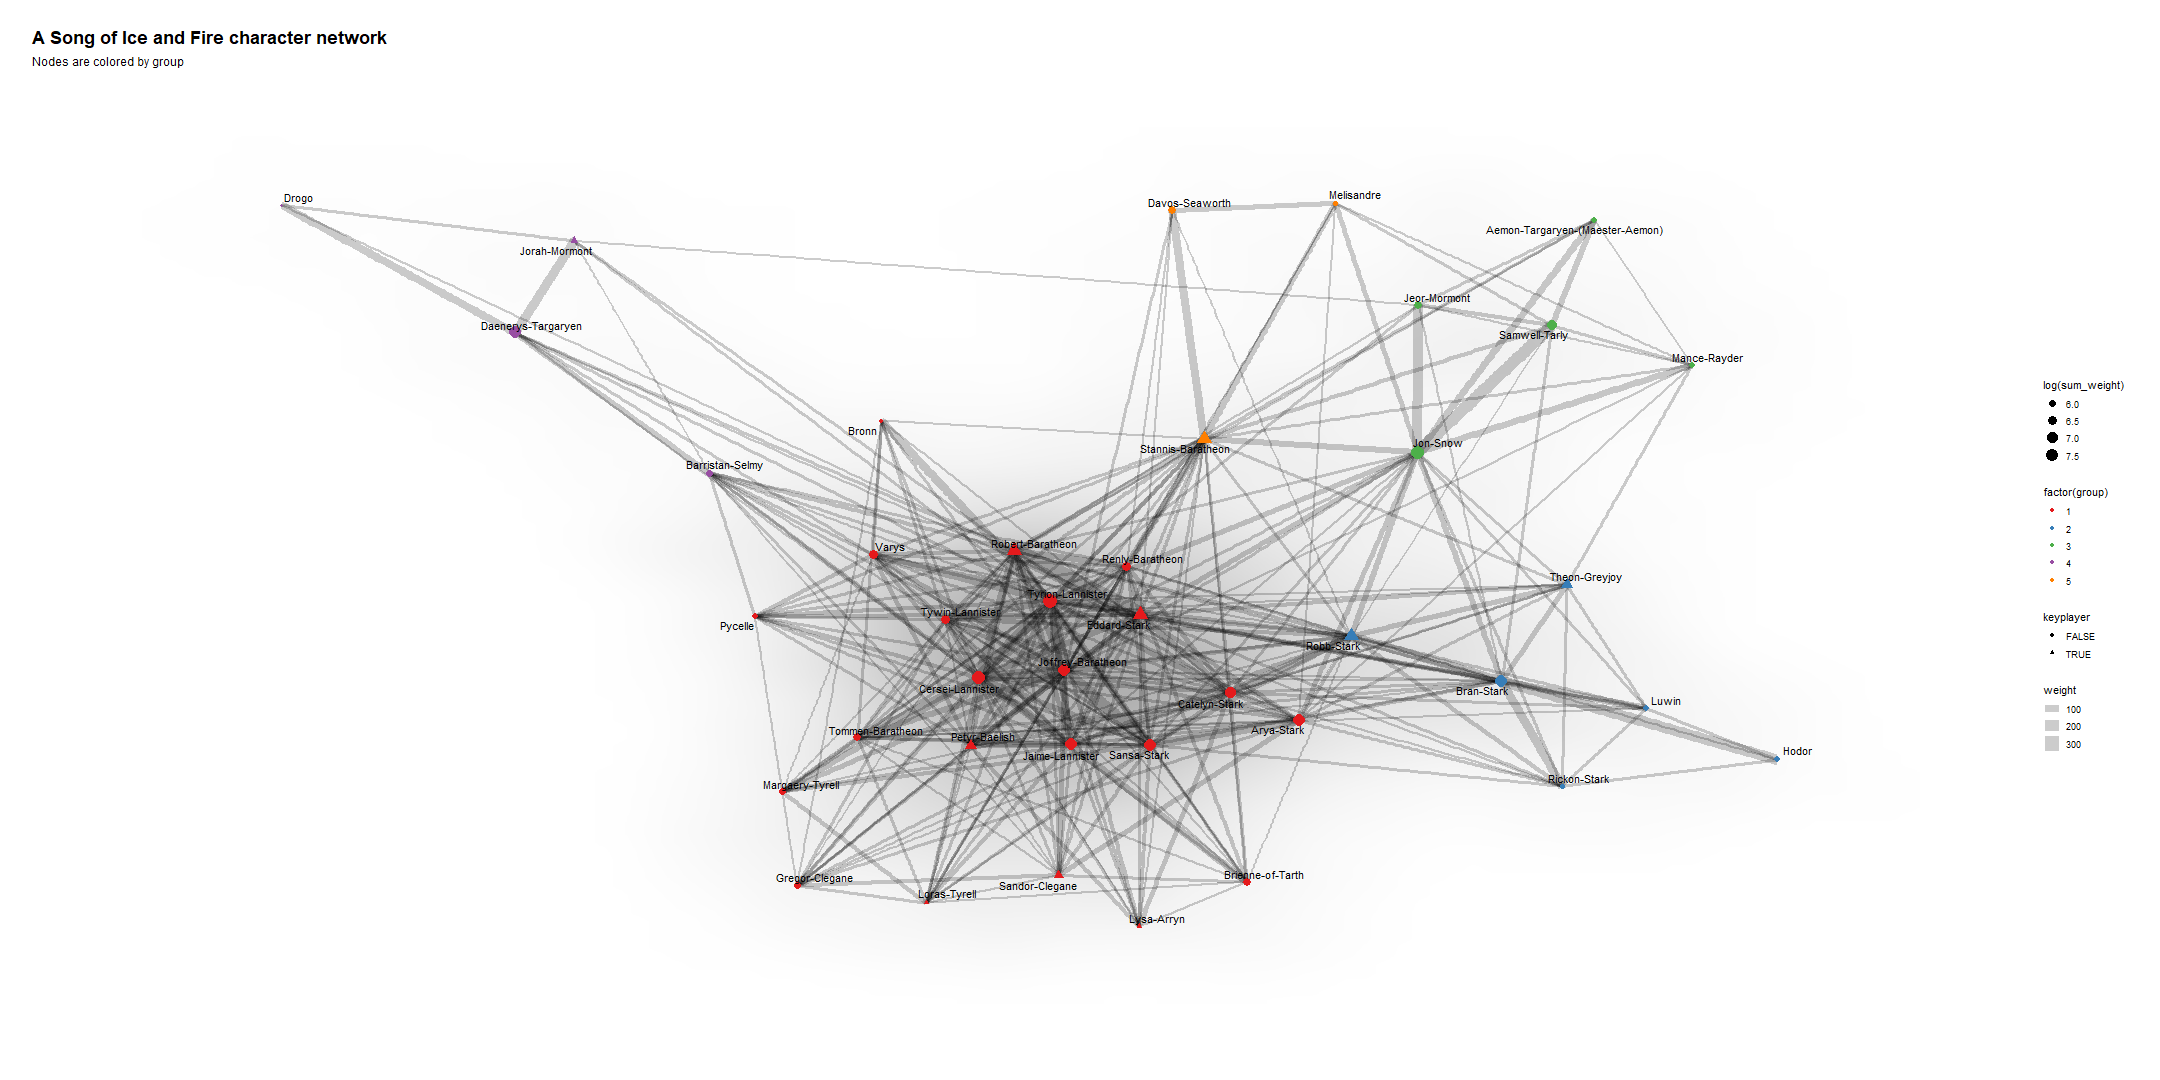 A Song of Ice and Fire character network
Nodes are colored by group
Drogo
Jorah-Mormont
Daenerys-Targaryen
Davos-Seaworth
Melisandre
Aemon-Targaryen-(Maester-Aemon)
Jeor-Mormont
Samwell-Tarly
Mance-Rayder
Bronn
Stannis-Baratheon
Jon-Snow
Barristan-Selmy
Varys
Robert-Baratheon
Renly-Baratheon
Theon-Greyjoy
Tyrion-Lannister
Tywin-Lannister
Eddard-Stark
Pycelle
Robb-Stark
Joffrey-Baratheon
Cersei-Lannister
Catelyn-Stark
Bran-Stark
Luwin
Arya-Stark
Tommen-Baratheon
Petyr-Baelish
Jaime-Lannister
Sansa-Stark
Hodor
Rickon-Stark
Margaery-Tyrell
Gregor-Clegane
Loras-Tyrell
Sandor-Clegane
Brienne-of-Tarth
Lysa-Arryn
log(sum_weight)
6.0
6.5
7.0
7.5
factor(group)
1
2
3
4
5
keyplayer
FALSE
TRUE
weight
100
200
300